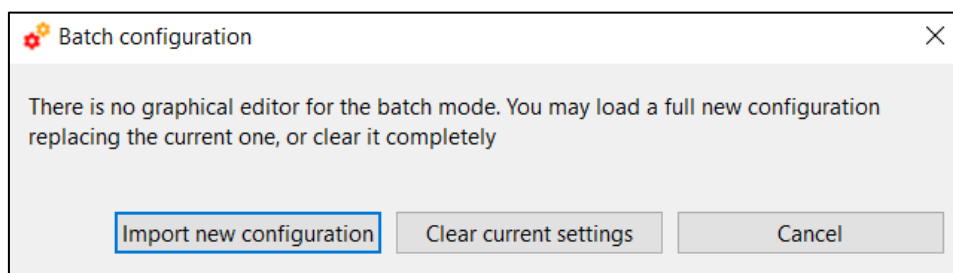 Batch configuration
There is no graphical editor for the batch mode. You may load a full new configuration
replacing the current one, or clear it completely
Import new configuration
Clear current settings
Cancel